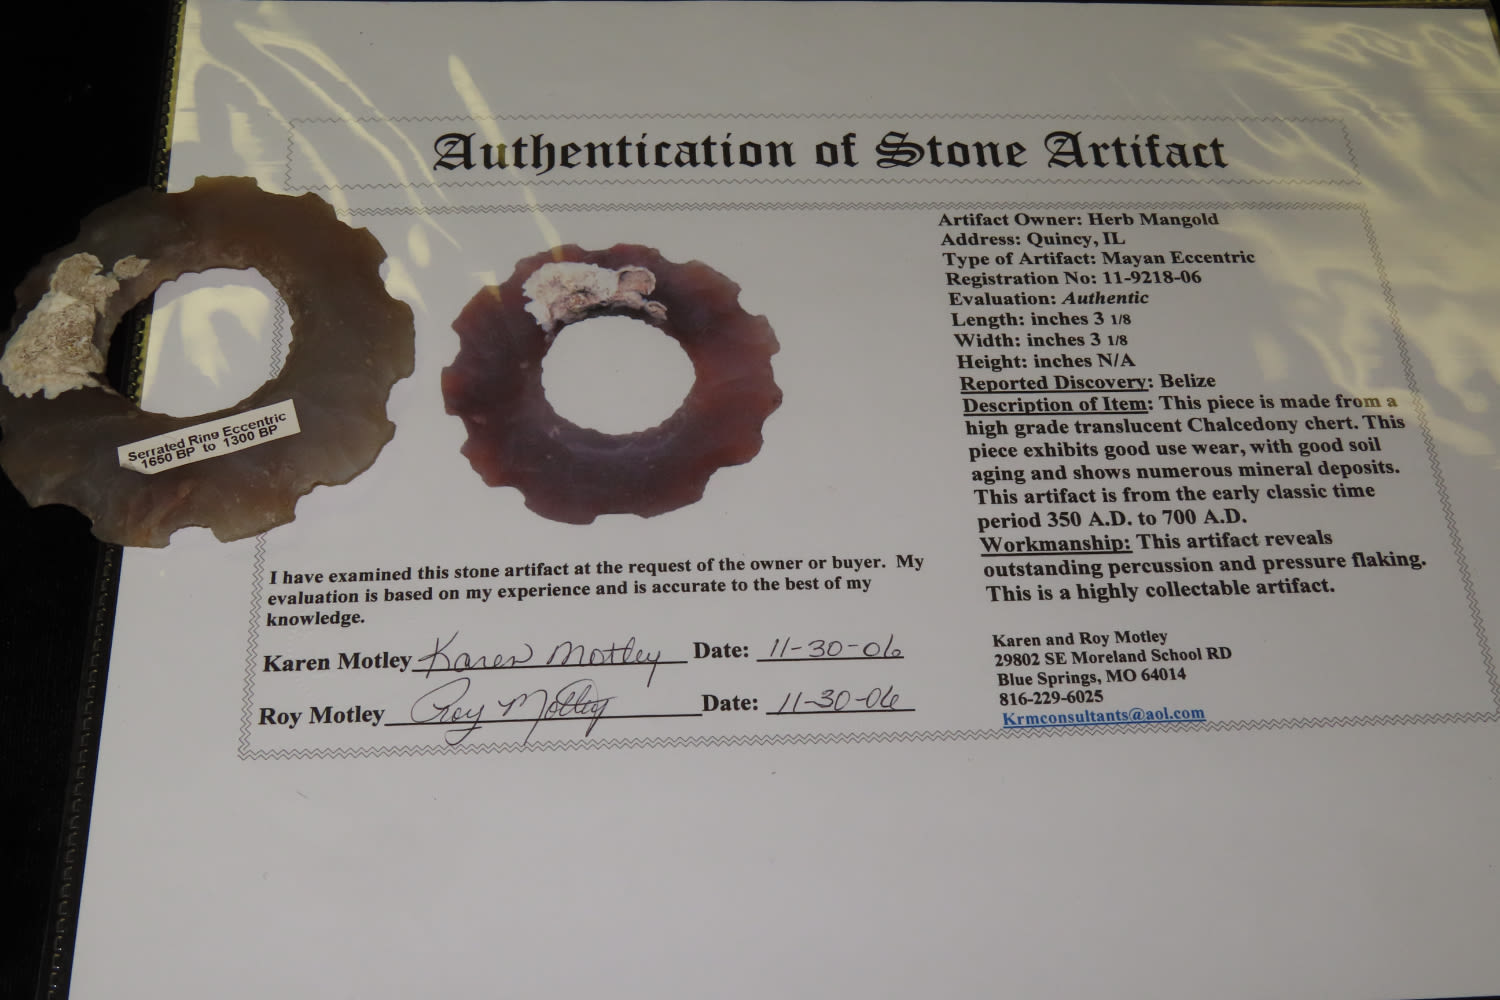 Authentication of Stone Artifact
Serrated Ring Eccentric
1650 BP to 1300 BP
Artifact Owner: Herb Mangold
Address: Quincy, IL
Type of Artifact: Mayan Eccentric
Registration No: 11-9218-06
Evaluation: Authentic
Length: inches 3 1/8
Width: inches 3 1/8
Height: inches N/A
Reported Discovery: Belize
Description of Item: This piece is made from a
high grade translucent Chalcedony chert. This
piece exhibits good use wear, with good soil
aging and shows numerous mineral deposits.
This artifact is from the early classic time
period 350 A.D. to 700 A.D.
Workmanship: This artifact reveals
outstanding percussion and pressure flaking.
This is a highly collectable artifact.
I have examined this stone artifact at the request of the owner or buyer. My
evaluation is based on my experience and is accurate to the best of my
knowledge.
Karen Motley Karen Motley Date: 11-30-06
Roy Motley Roy Motley Date: 11-30-06
Karen and Roy Motley
29802 SE Moreland School RD
Blue Springs, MO 64014
816-229-6025
Krmconsultants@aol.com